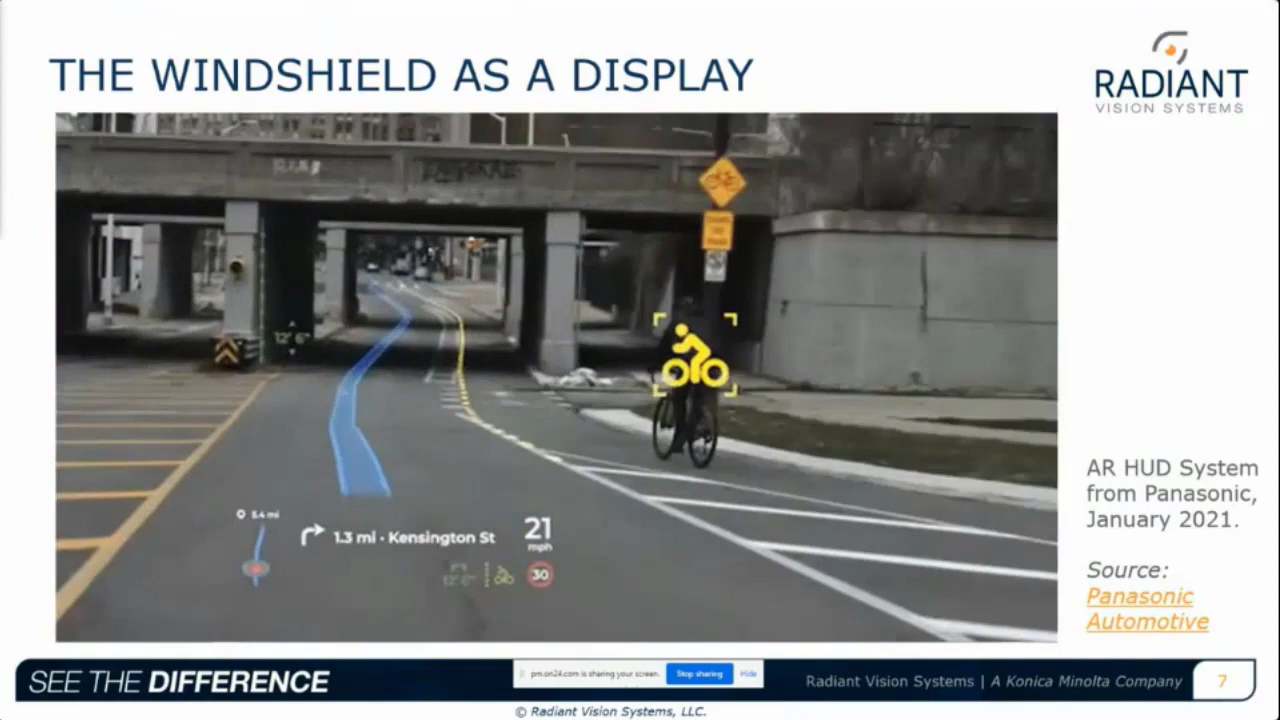 THE WINDSHIELD AS A DISPLAY
RADIANT
VISION SYSTEMS
12' 6"
5.4 mi
1.3 mi · Kensington St
21
mph
12' 6"
30
AR HUD System
from Panasonic,
January 2021.
Source:
Panasonic
Automotive
SEE THE DIFFERENCE
pm.on24.com is sharing your screen.
Stop sharing
Hide
Radiant Vision Systems | A Konica Minolta Company
7
© Radiant Vision Systems, LLC.